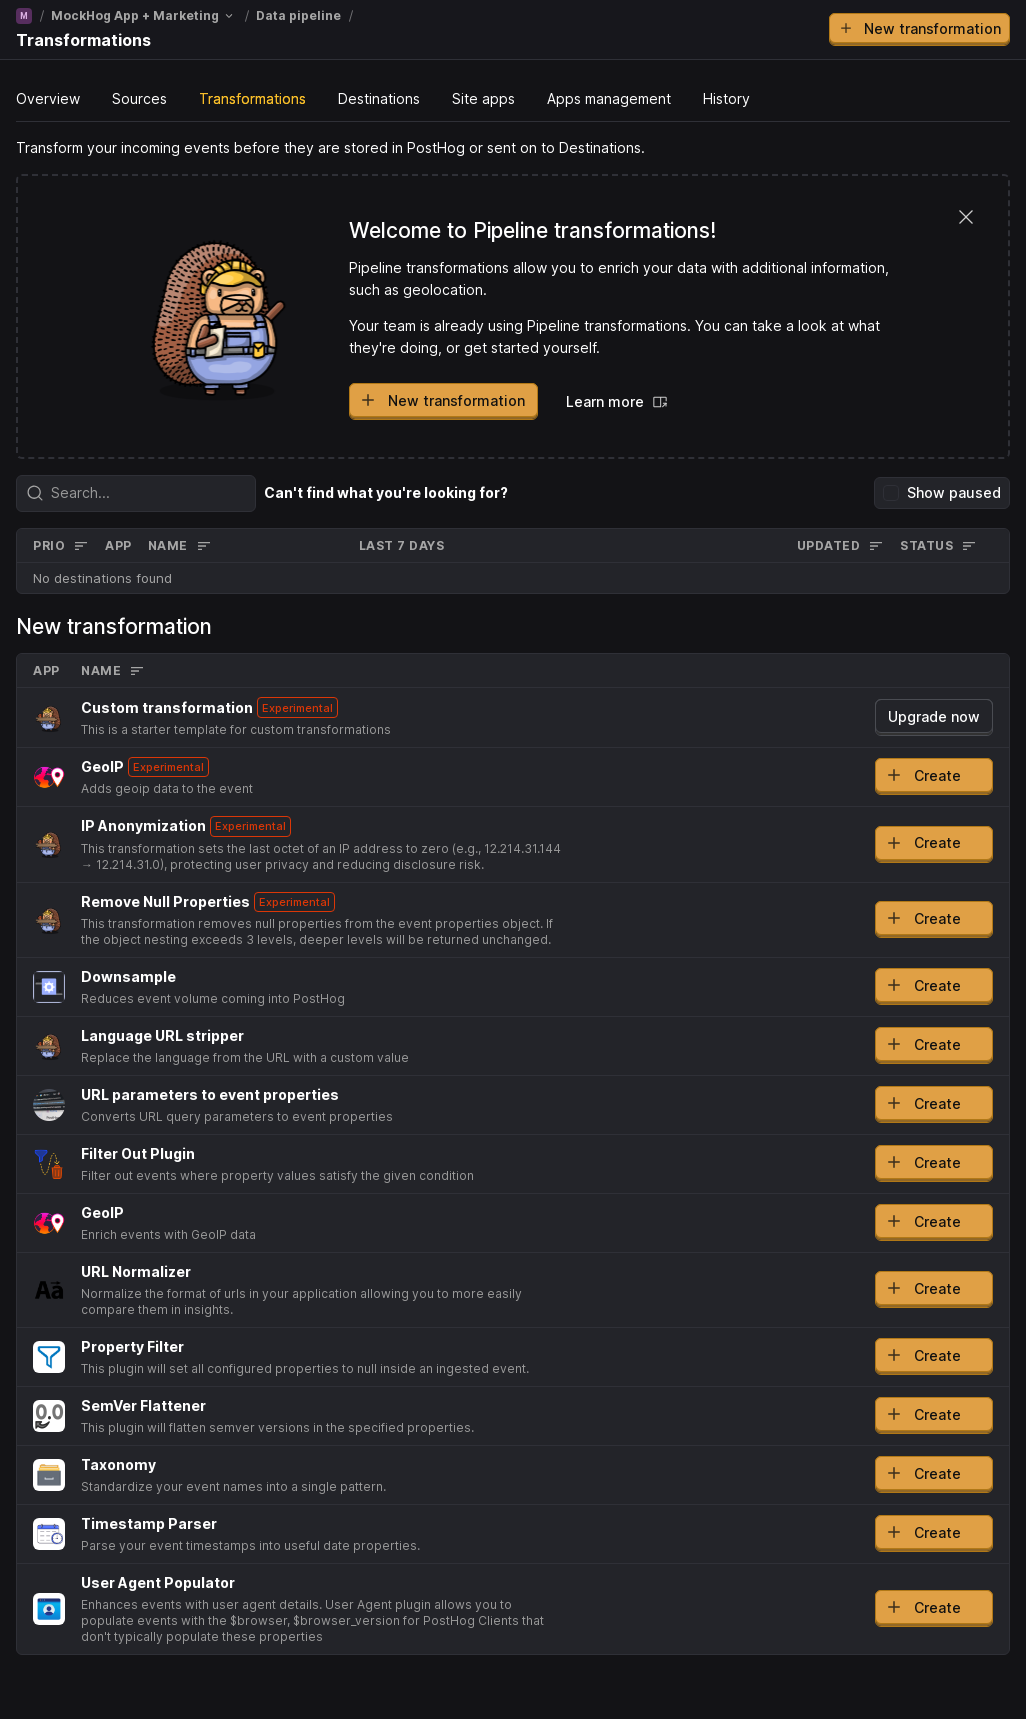 M / MockHog App + Marketing / Data pipeline /
Transformations
New transformation
Overview Sources Transformations Destinations Site apps Apps management History
Transform your incoming events before they are stored in PostHog or sent on to Destinations.
Welcome to Pipeline transformations!
Pipeline transformations allow you to enrich your data with additional information,
such as geolocation.
Your team is already using Pipeline transformations. You can take a look at what
they're doing, or get started yourself.
New transformation Learn more
Search... Can't find what you're looking for? Show paused
PRIO APP NAME LAST 7 DAYS UPDATED STATUS
No destinations found
New transformation
APP NAME
Custom transformation Experimental
This is a starter template for custom transformations
Upgrade now
GeoIP Experimental
Adds geoip data to the event
Create
IP Anonymization Experimental
This transformation sets the last octet of an IP address to zero (e.g., 12.214.31.144
→ 12.214.31.0), protecting user privacy and reducing disclosure risk.
Create
Remove Null Properties Experimental
This transformation removes null properties from the event properties object. If
the object nesting exceeds 3 levels, deeper levels will be returned unchanged.
Create
Downsample
Reduces event volume coming into PostHog
Create
Language URL stripper
Replace the language from the URL with a custom value
Create
URL parameters to event properties
Converts URL query parameters to event properties
Create
Filter Out Plugin
Filter out events where property values satisfy the given condition
Create
GeoIP
Enrich events with GeoIP data
Create
URL Normalizer
Normalize the format of urls in your application allowing you to more easily
compare them in insights.
Create
Property Filter
This plugin will set all configured properties to null inside an ingested event.
Create
0.0
SemVer Flattener
This plugin will flatten semver versions in the specified properties.
Create
Taxonomy
Standardize your event names into a single pattern.
Create
Timestamp Parser
Parse your event timestamps into useful date properties.
Create
User Agent Populator
Enhances events with user agent details. User Agent plugin allows you to
populate events with the $browser, $browser_version for PostHog Clients that
don't typically populate these properties
Create